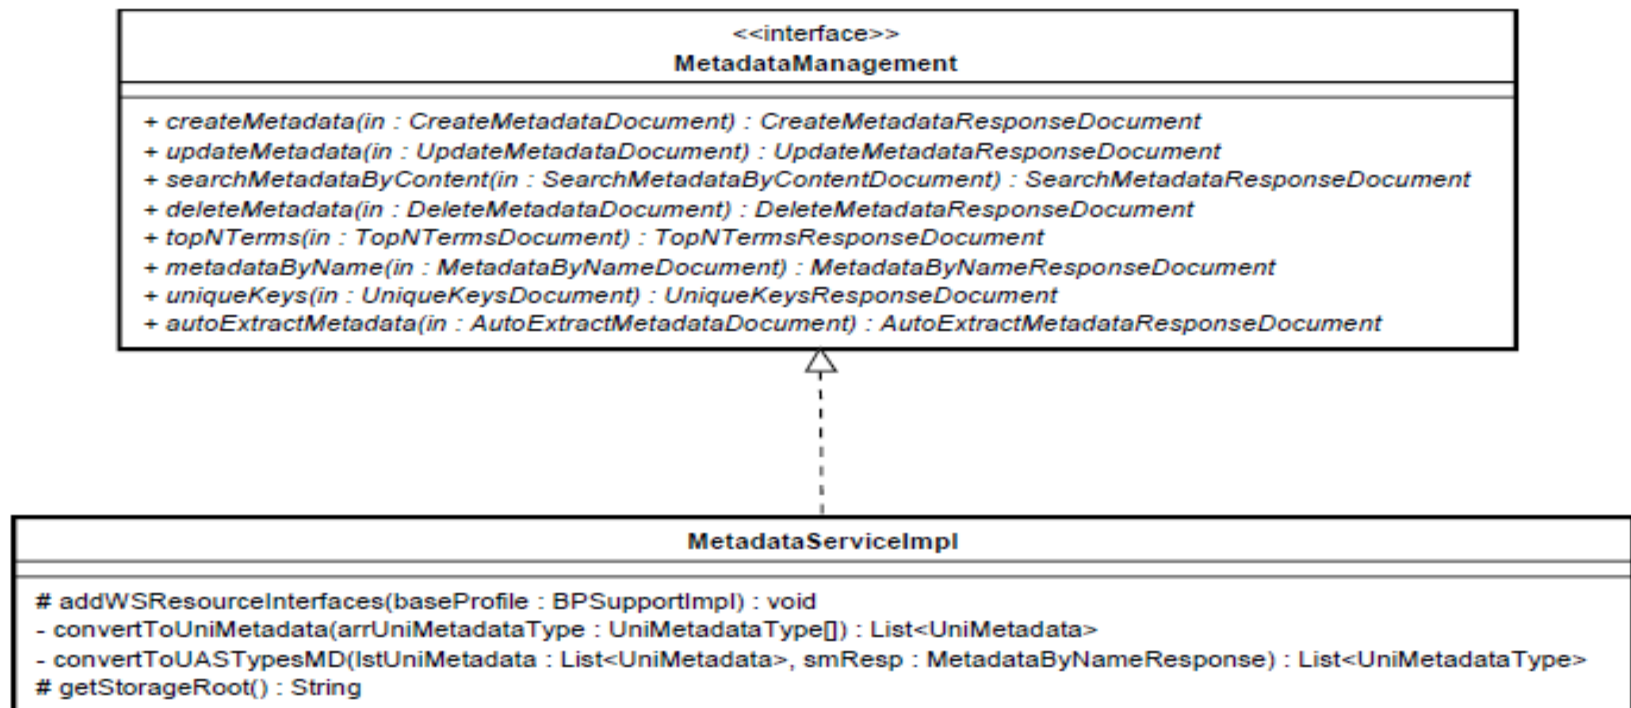 <<interface>>
MetadataManagement
+ createMetadata(in : CreateMetadataDocument) : CreateMetadataResponseDocument
+ updateMetadata(in : UpdateMetadataDocument) : UpdateMetadataResponseDocument
+ searchMetadataByContent(in : SearchMetadataByContentDocument) : SearchMetadataResponseDocument
+ deleteMetadata(in : DeleteMetadataDocument) : DeleteMetadataResponseDocument
+ topNTerms(in : TopNTermsDocument) : TopNTermsResponseDocument
+ metadataByName(in : MetadataByNameDocument) : MetadataByNameResponseDocument
+ uniqueKeys(in : UniqueKeysDocument) : UniqueKeysResponseDocument
+ autoExtractMetadata(in : AutoExtractMetadataDocument) : AutoExtractMetadataResponseDocument
MetadataServiceImpl
# addWSResourceInterfaces(baseProfile : BPSupportImpl) : void
- convertToUniMetadata(arrUniMetadataType : UniMetadataType[]) : List<UniMetadata>
- convertToUASTypesMD(lstUniMetadata : List<UniMetadata>, smResp : MetadataByNameResponse) : List<UniMetadataType>
# getStorageRoot() : String